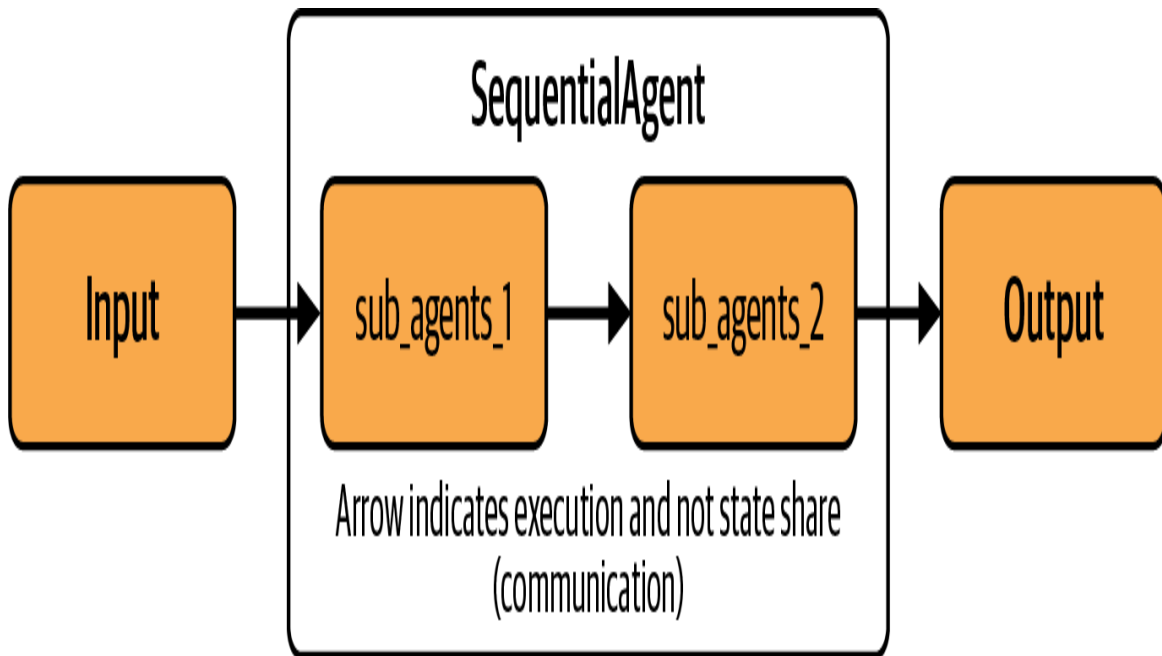 SequentialAgent
Input
sub_agents_1
sub_agents_2
Output
Arrow indicates execution and not state share
(communication)